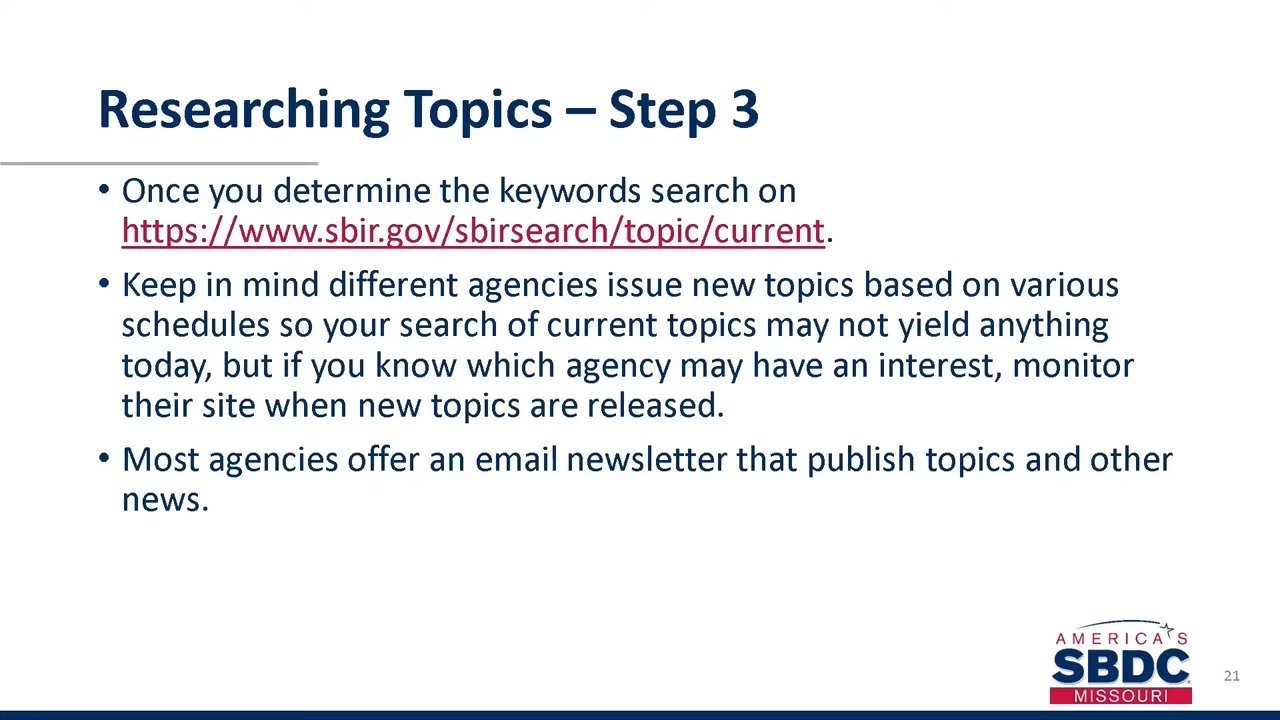 Researching Topics – Step 3
• Once you determine the keywords search on
https://www.sbir.gov/sbirsearch/topic/current.
• Keep in mind different agencies issue new topics based on various
schedules so your search of current topics may not yield anything
today, but if you know which agency may have an interest, monitor
their site when new topics are released.
• Most agencies offer an email newsletter that publish topics and other
news.
AMERICA'S
SBDC
MISSOURI
21